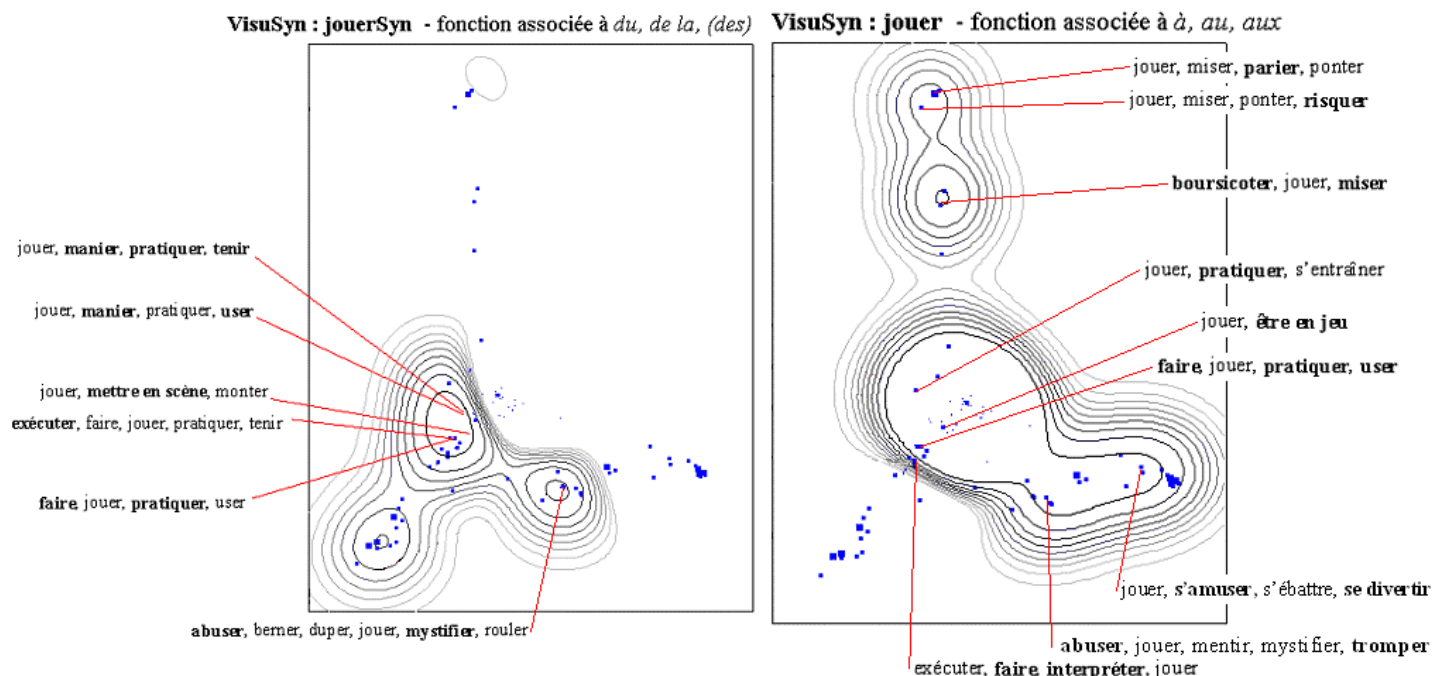 VisuSyn : jouerSyn - fonction associée à du, de la, (des)
jouer, manier, pratiquer, tenir
jouer, manier, pratiquer, user
jouer, mettre en scène, monter
exécuter, faire, jouer, pratiquer, tenir
faire, jouer, pratiquer, user
abuser, berner, duper, jouer, mystifier, rouler
VisuSyn : jouer - fonction associée à à, au, aux
jouer, miser, parier, ponter
jouer, miser, ponter, risquer
boursicoter, jouer, miser
jouer, pratiquer, s'entraîner
jouer, être en jeu
faire, jouer, pratiquer, user
jouer, s'amuser, s'ébattre, se divertir
abuser, jouer, mentir, mystifier, tromper
exécuter, faire, interpréter, jouer